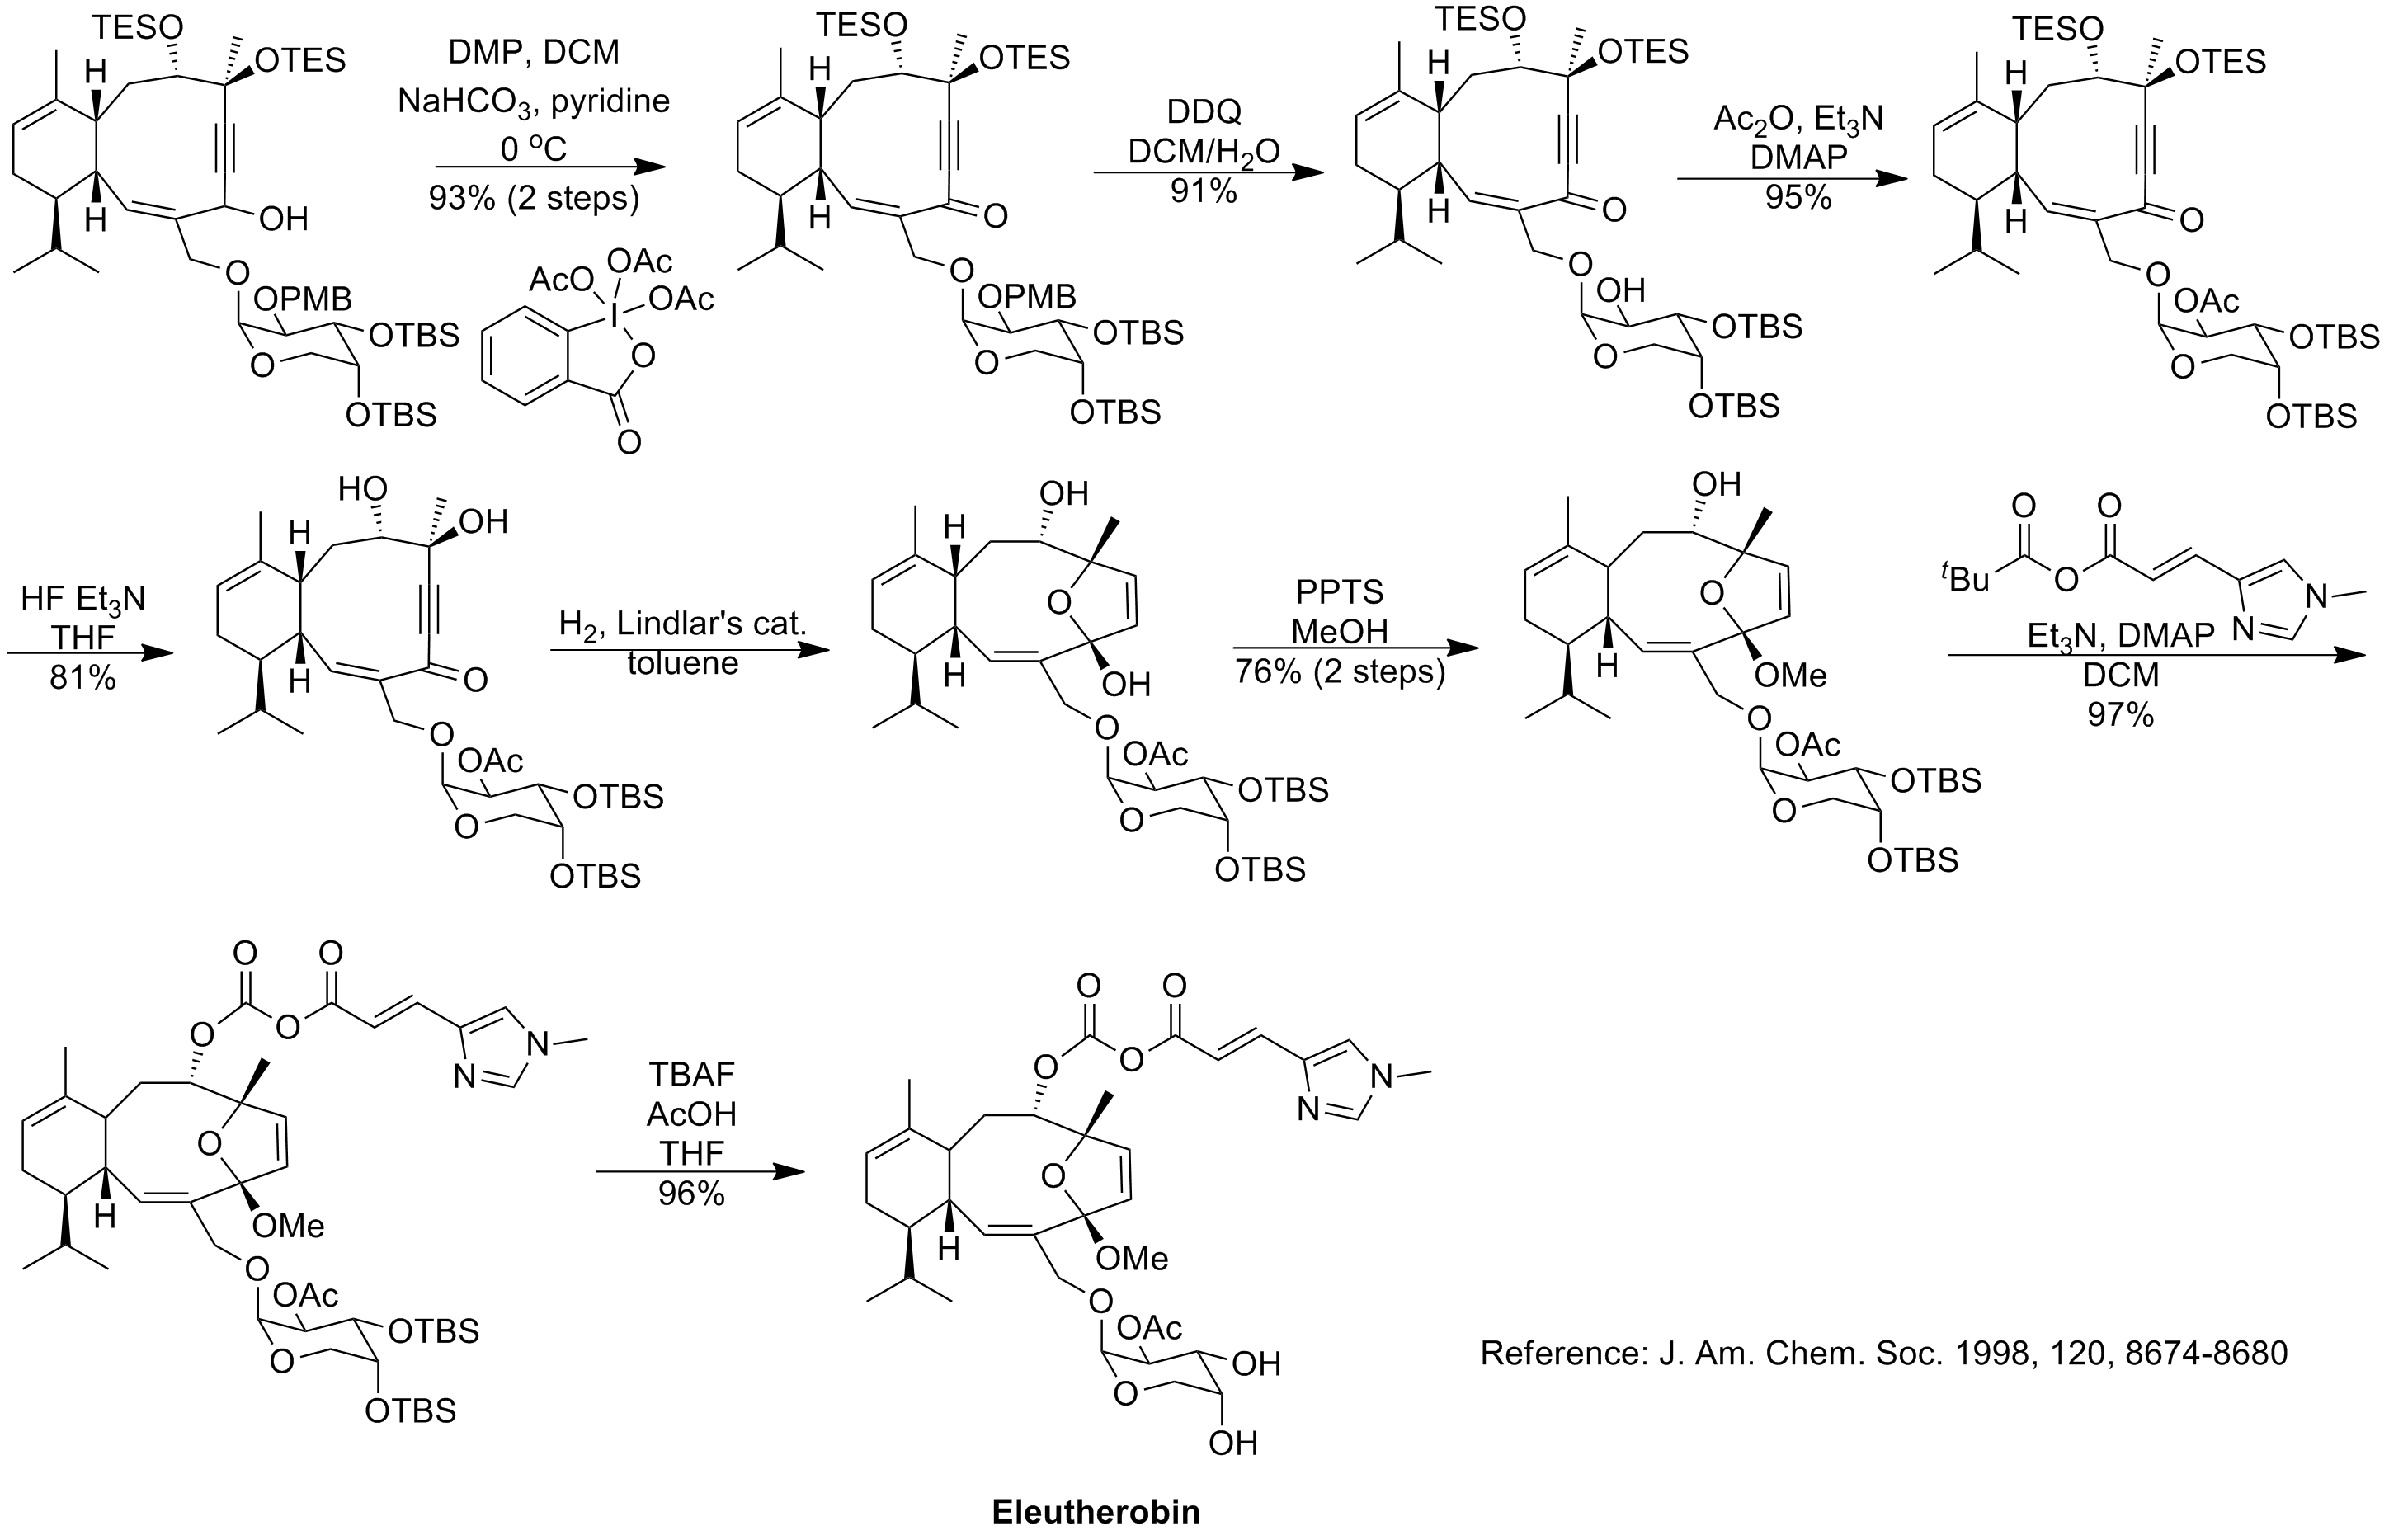 TESO
H
OTES
H
OH
O
OPMB
OTBS
O
OTBS
DMP, DCM
NaHCO3, pyridine
0 oC
93% (2 steps)
OAc
AcO
OAc
I
O
O
TESO
H
OTES
H
O
O
OPMB
OTBS
O
OTBS
DDQ
DCM/H2O
91%
TESO
H
OTES
H
O
O
OH
OTBS
O
OTBS
Ac2O, Et3N
DMAP
95%
TESO
H
OTES
H
O
O
OAc
OTBS
O
OTBS
HF Et3N
THF
81%
HO
H
OH
H
O
O
OAc
OTBS
O
OTBS
H2, Lindlar's cat.
toluene
OH
H
O
H
OH
O
OAc
OTBS
O
OTBS
PPTS
MeOH
76% (2 steps)
OH
O
H
OMe
O
OAc
OTBS
O
OTBS
O
O
tBu
O
N
N
Et3N, DMAP
DCM
97%
O
O
O
O
N
N
O
H
OMe
O
OAc
OTBS
O
OTBS
TBAF
AcOH
THF
96%
O
O
O
O
N
N
O
H
OMe
O
OAc
OH
O
OH
Reference: J. Am. Chem. Soc. 1998, 120, 8674-8680
Eleutherobin